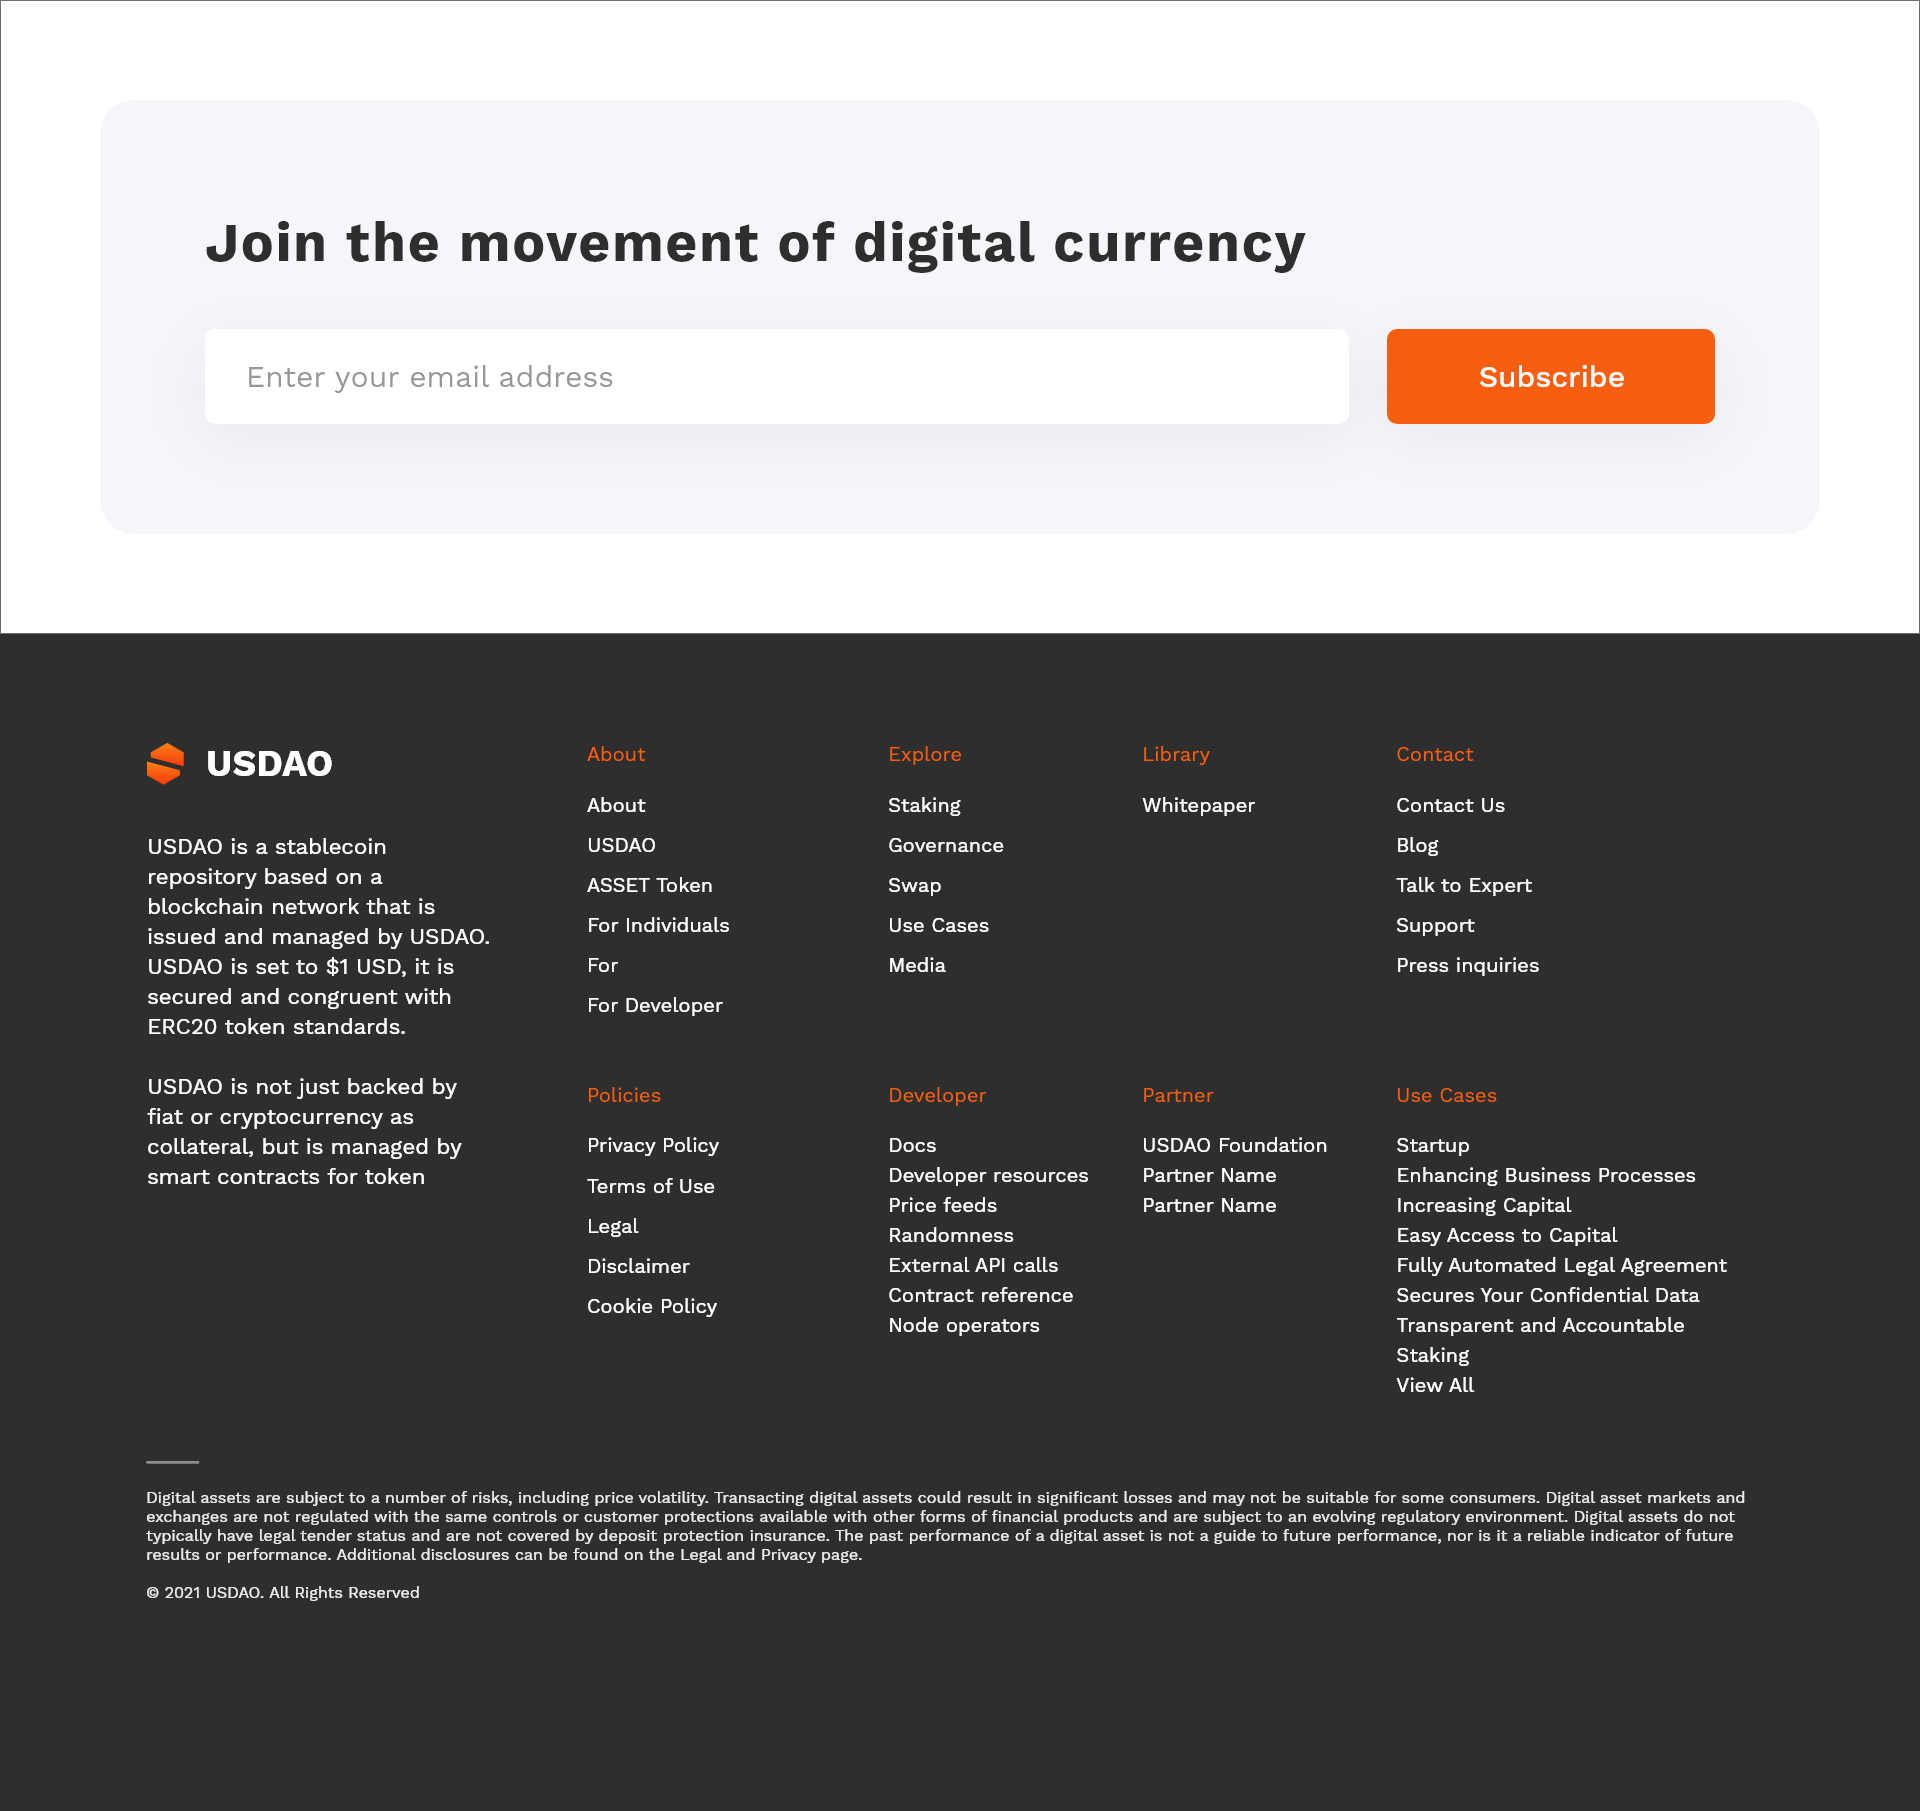 Join the movement of digital currency
Enter your email address
Subscribe
USDAO
USDAO is a stablecoin
repository based on a
blockchain network that is
issued and managed by USDAO.
USDAO is set to $1 USD, it is
secured and congruent with
ERC20 token standards.
USDAO is not just backed by
fiat or cryptocurrency as
collateral, but is managed by
smart contracts for token
About
About
USDAO
ASSET Token
For Individuals
For
For Developer
Explore
Staking
Governance
Swap
Use Cases
Media
Library
Whitepaper
Contact
Contact Us
Blog
Talk to Expert
Support
Press inquiries
Policies
Privacy Policy
Terms of Use
Legal
Disclaimer
Cookie Policy
Developer
Docs
Developer resources
Price feeds
Randomness
External API calls
Contract reference
Node operators
Partner
USDAO Foundation
Partner Name
Partner Name
Use Cases
Startup
Enhancing Business Processes
Increasing Capital
Easy Access to Capital
Fully Automated Legal Agreement
Secures Your Confidential Data
Transparent and Accountable
Staking
View All
Digital assets are subject to a number of risks, including price volatility. Transacting digital assets could result in significant losses and may not be suitable for some consumers. Digital asset markets and
exchanges are not regulated with the same controls or customer protections available with other forms of financial products and are subject to an evolving regulatory environment. Digital assets do not
typically have legal tender status and are not covered by deposit protection insurance. The past performance of a digital asset is not a guide to future performance, nor is it a reliable indicator of future
results or performance. Additional disclosures can be found on the Legal and Privacy page.
© 2021 USDAO. All Rights Reserved